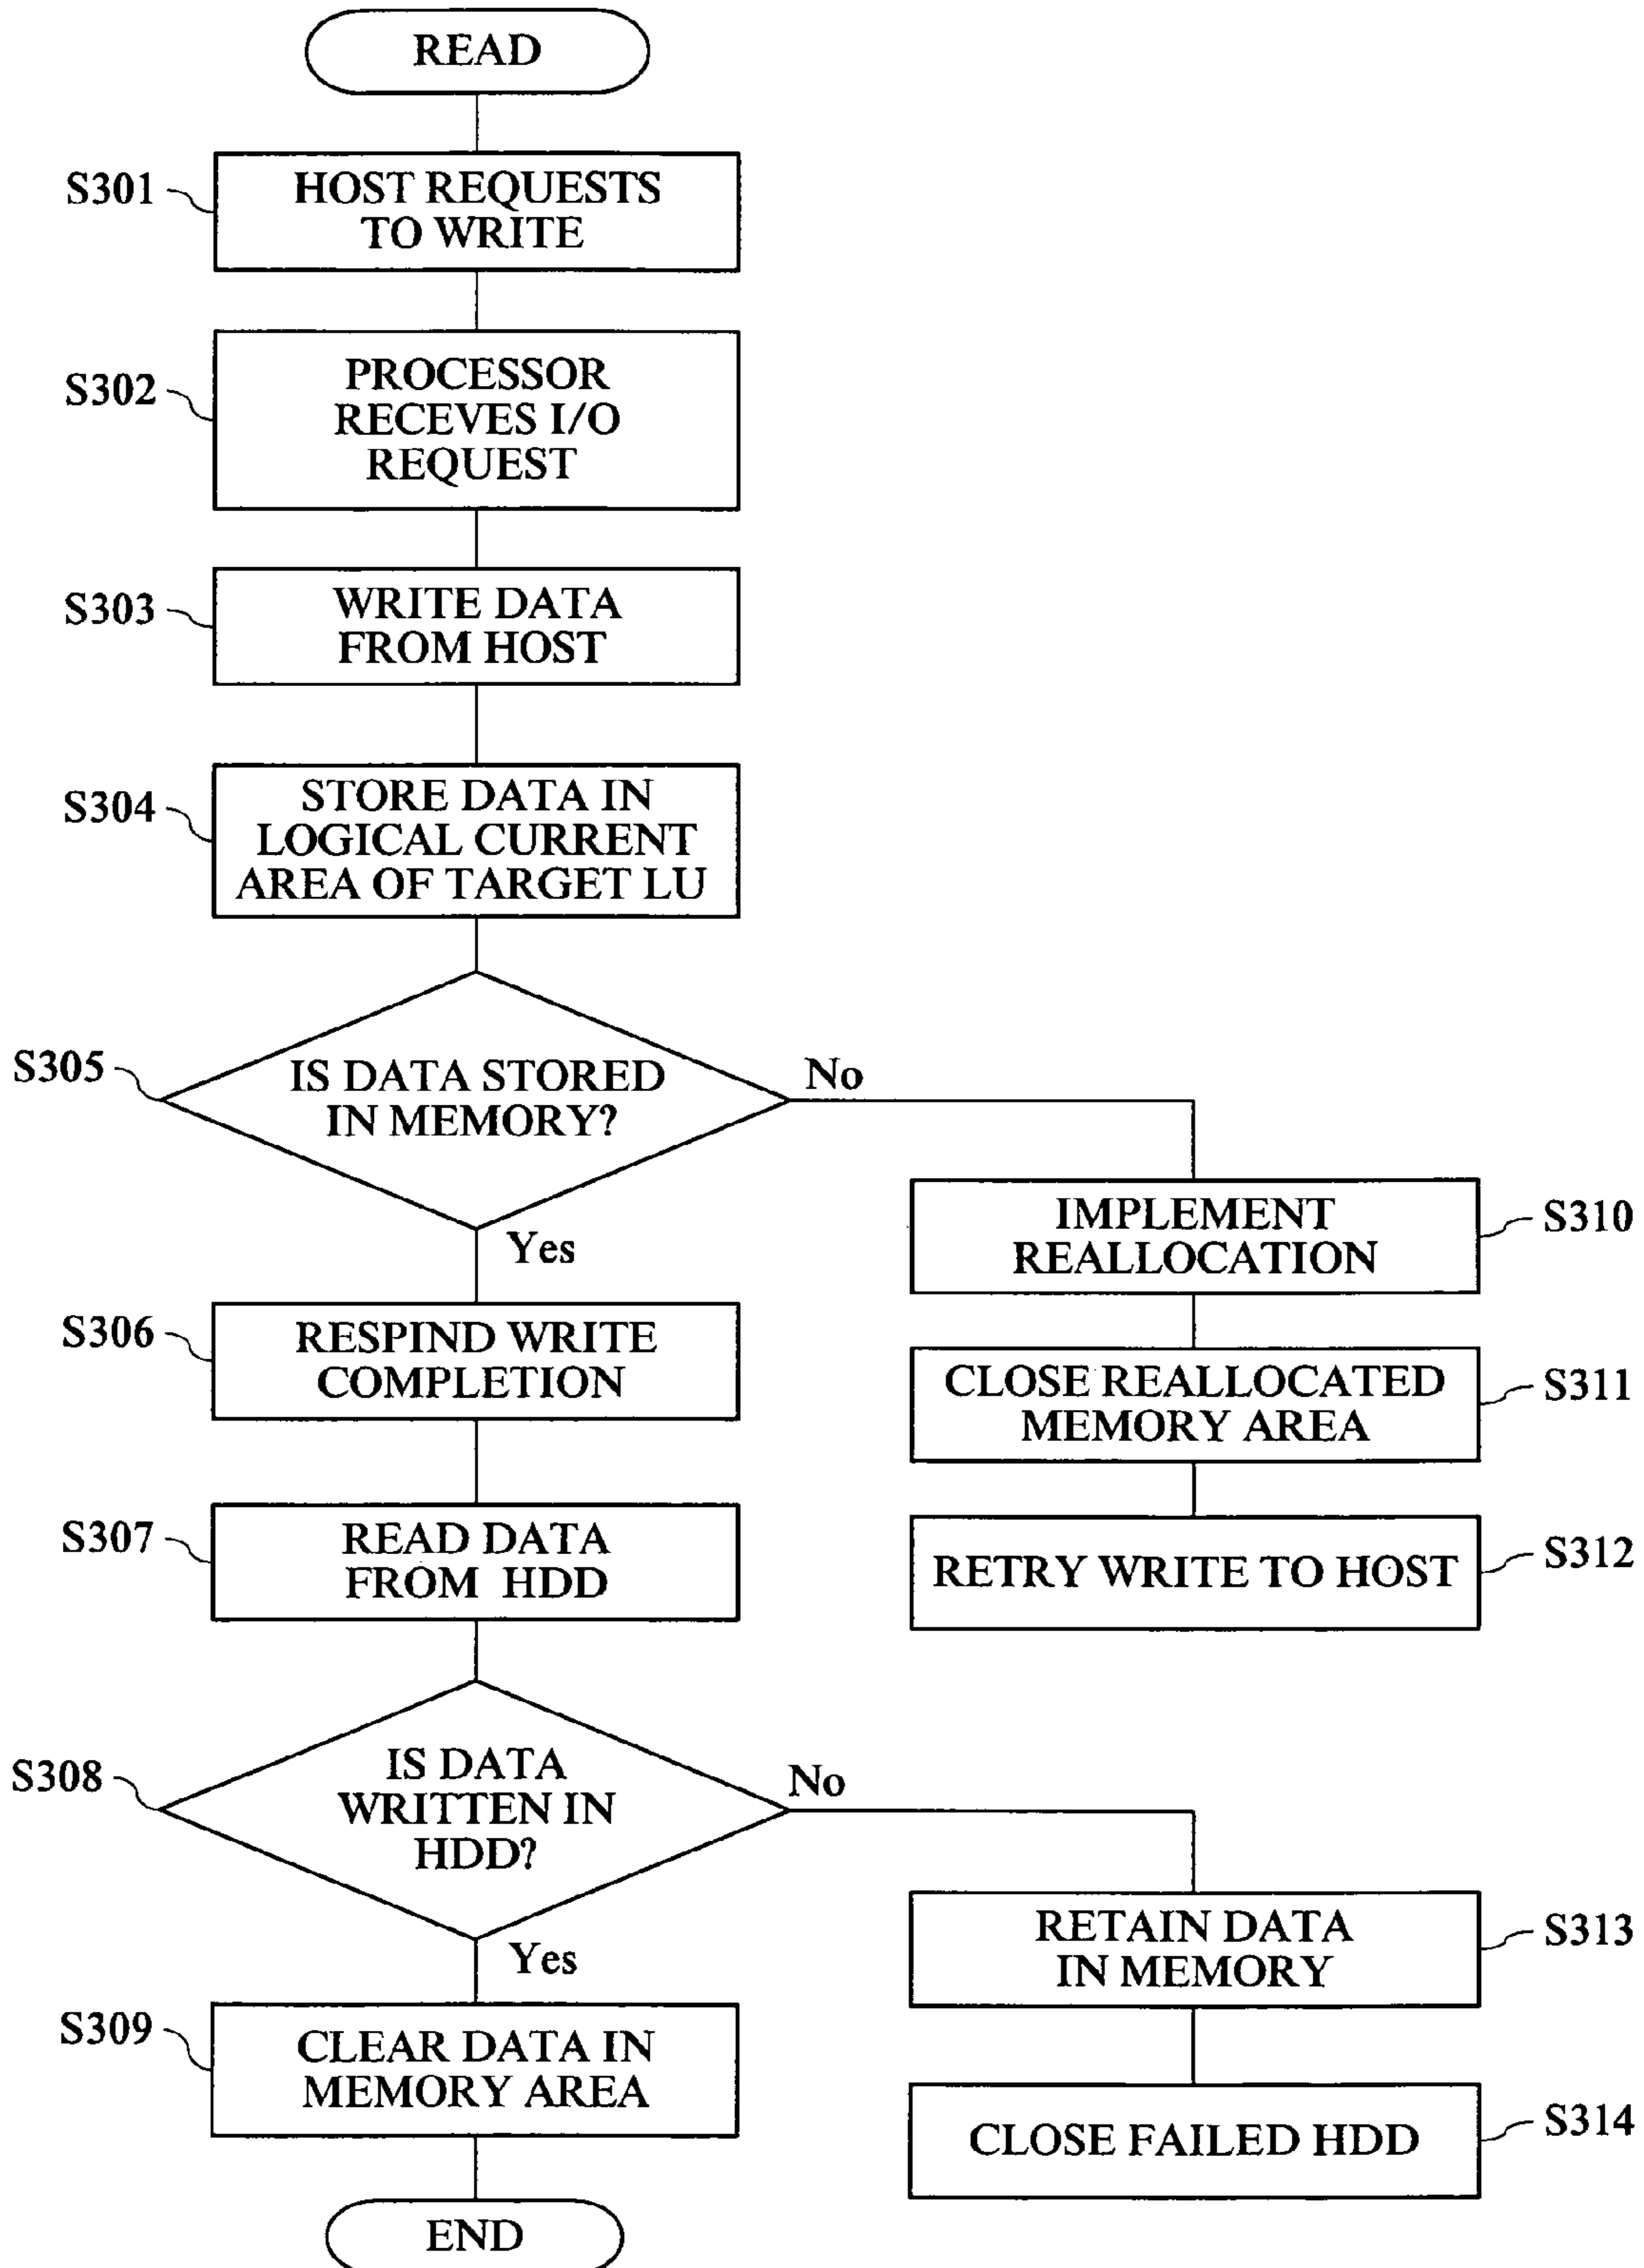 READ
S301
HOST REQUESTS
TO WRITE
S302
PROCESSOR
RECEVES I/O
REQUEST
S303
WRITE DATA
FROM HOST
S304
STORE DATA IN
LOGICAL CURRENT
AREA OF TARGET LU
S305
IS DATA STORED
IN MEMORY?
No
Yes
IMPLEMENT
REALLOCATION
S310
S306
RESPIND WRITE
COMPLETION
CLOSE REALLOCATED
MEMORY AREA
S311
S307
READ DATA
FROM HDD
RETRY WRITE TO HOST
S312
S308
IS DATA
WRITTEN IN
HDD?
No
Yes
RETAIN DATA
IN MEMORY
S313
S309
CLEAR DATA IN
MEMORY AREA
CLOSE FAILED HDD
S314
END